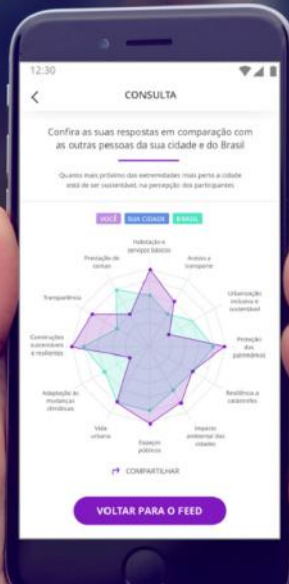 12:30
CONSULTA
Confira as suas respostas em comparação com
as outras pessoas da sua cidade e do Brasil
Quanto mais próximo das extremidades mais perto a cidade
está de ser sustentável, na percepção dos participantes
VOCÊ SUA CIDADE BRASIL
Habitação e
serviços básicos
Prestação de
contas
Acesso a
transporte
Transparência
Urbanização
inclusiva e
sustentável
Construções
sustentáveis
e resilientes
Proteção
dos
patrimônios
Adaptação às
mudanças
climáticas
Resiliência a
catástrofes
Vida
urbana
Impacto
ambiental das
cidades
Espaços
públicos
COMPARTILHAR
VOLTAR PARA O FEED